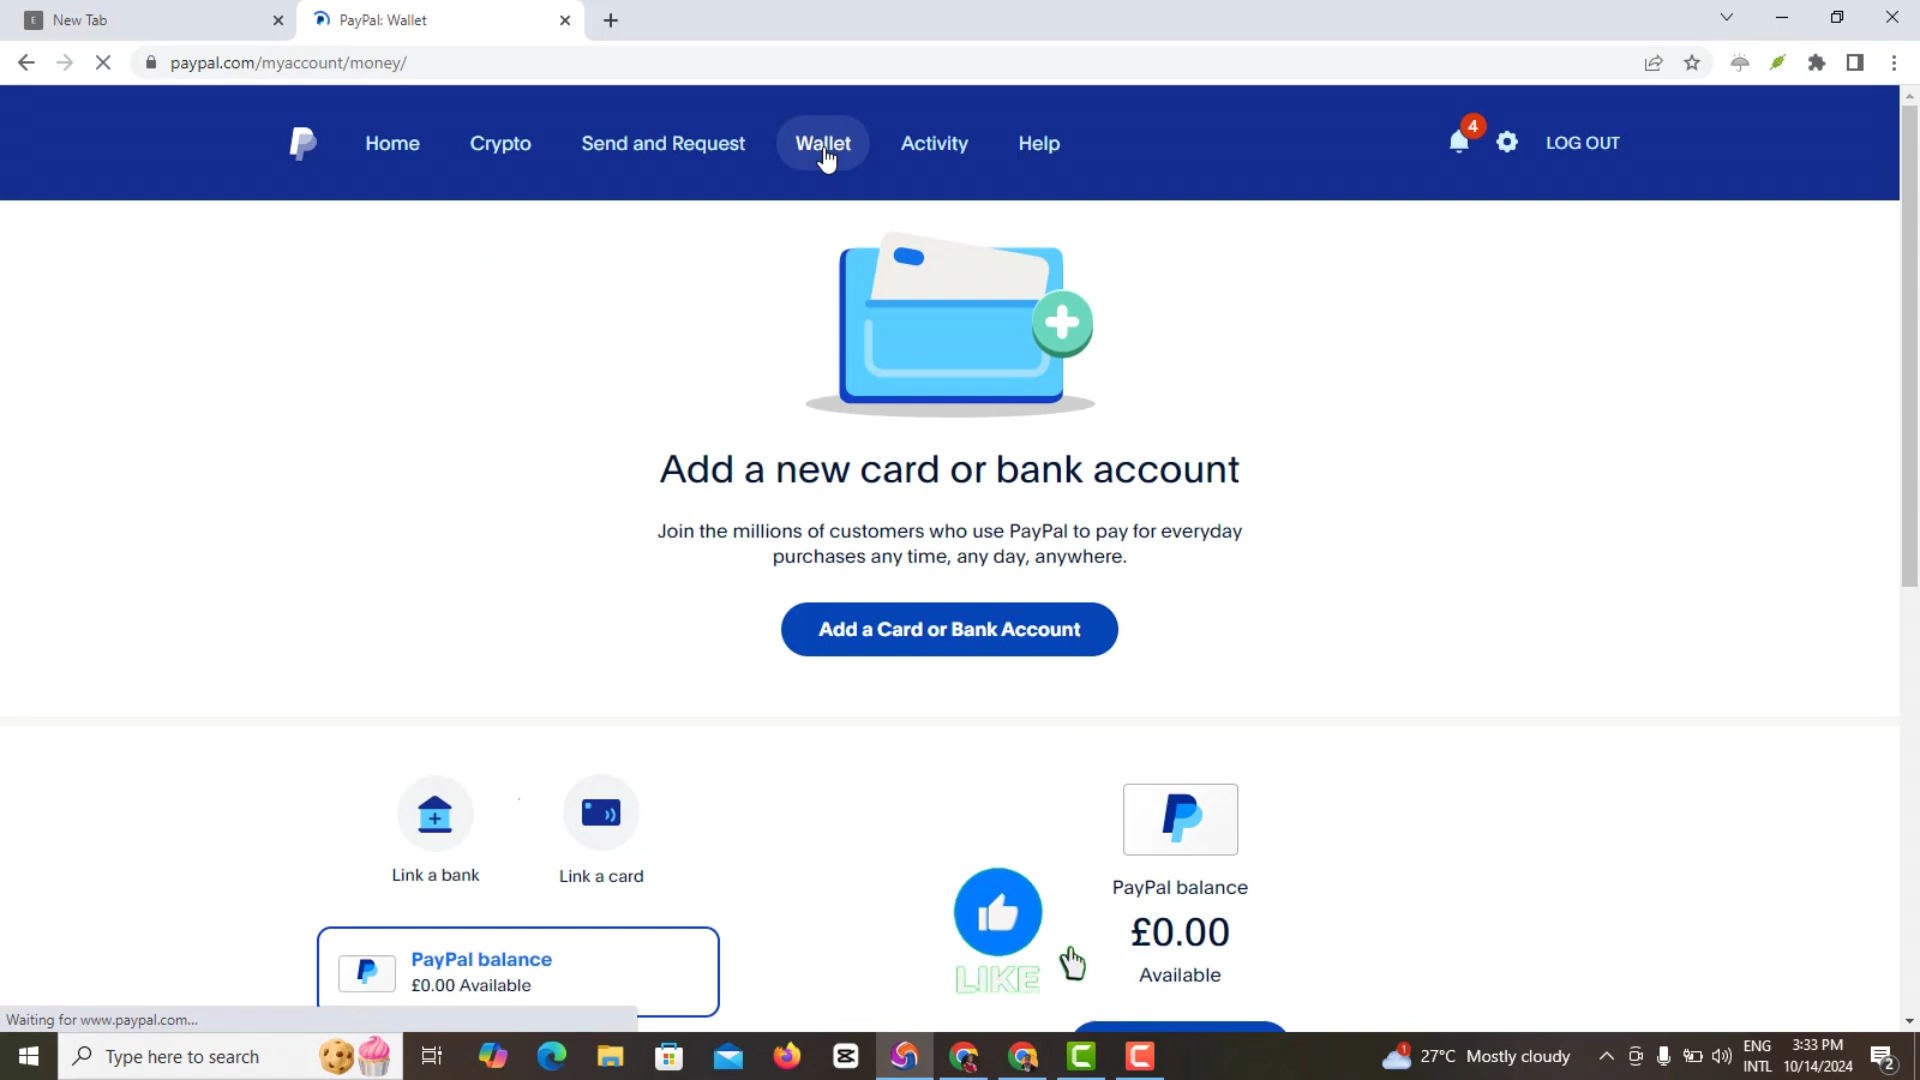 New Tab
PayPal: Wallet
paypal.com/myaccount/money/
Home
Crypto
Send and Request
Wallet
Activity
Help
4
LOG OUT
Add a new card or bank account
Join the millions of customers who use PayPal to pay for everyday
purchases any time, any day, anywhere.
Add a Card or Bank Account
Link a bank
Link a card
PayPal balance
£0.00 Available
PayPal balance
£0.00
Available
LIKE
Waiting for www.paypal.com...
Type here to search
1
27°C Mostly cloudy
ENG
INTL
3:33 PM
10/14/2024
2